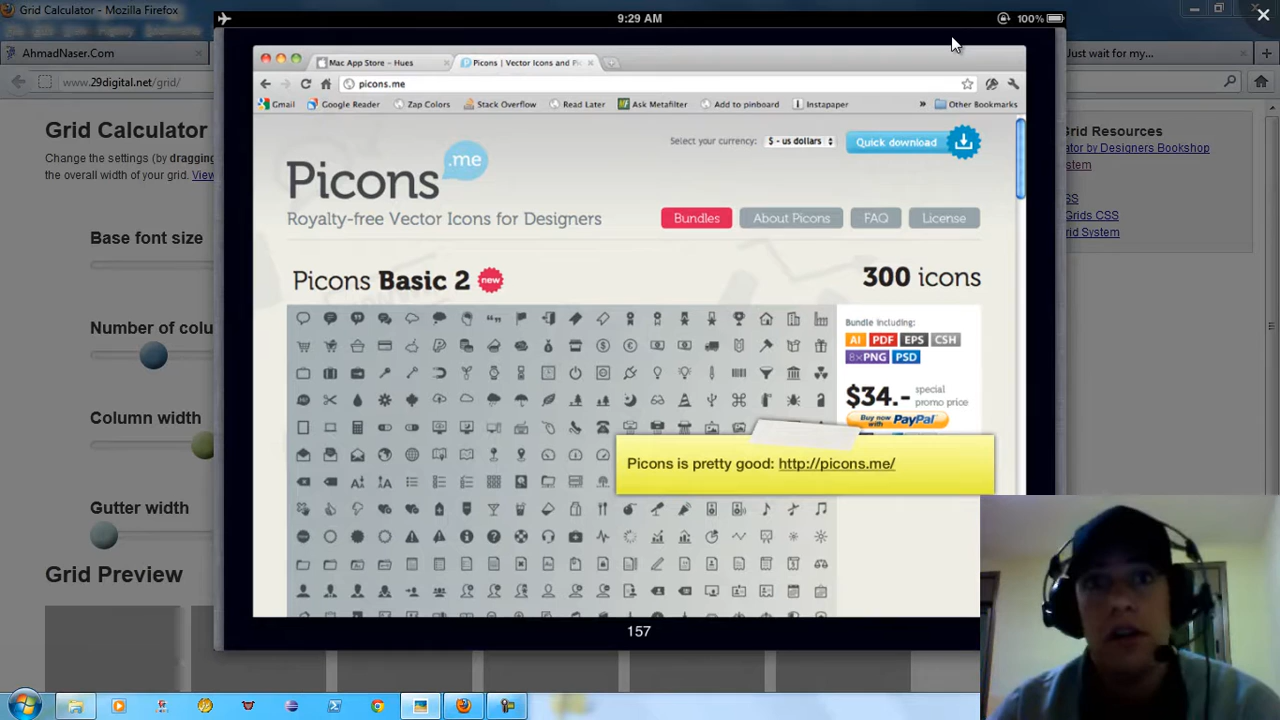 Grid Calculator - Mozilla Firefox
9:29 AM
100%
AhmadNaser.Com
Mac App Store - Hues
Picons | Vector Icons and Pi
Just wait for my...
www.29digital.net/grid/
picons.me
Gmail
Google Reader
Zap Colors
Stack Overflow
Read Later
Ask Metafilter
Add to pinboard
Instapaper
»
Other Bookmarks
Grid Calculator
Change the settings (by dragging
the overall width of your grid. View
Grid Resources
ator by Designers Bookshop
stem
SS
Grids CSS
Grid System
Select your currency:
$ - us dollars
Quick download
Picons .me
Royalty-free Vector Icons for Designers
Bundles
About Picons
FAQ
License
Base font size
Picons Basic 2 new
300 icons
Number of colu
Bundle including:
AI PDF EPS CSH
8×PNG PSD
$34.- special
promo price
Buy now
with PayPal
Column width
Picons is pretty good: http://picons.me/
Gutter width
Grid Preview
157